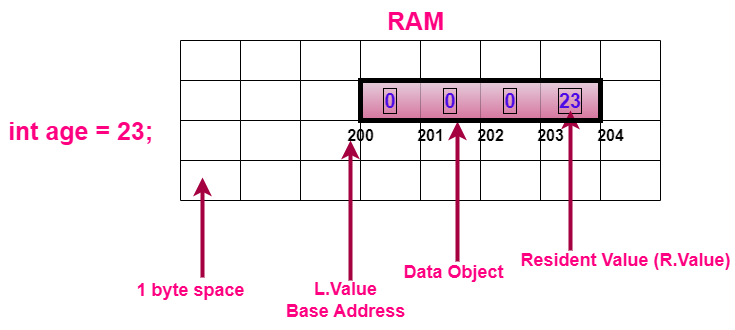 RAM
0 0 0 23
int age = 23;
200 201 202 203 204
1 byte space
L.Value
Base Address
Data Object
Resident Value (R.Value)